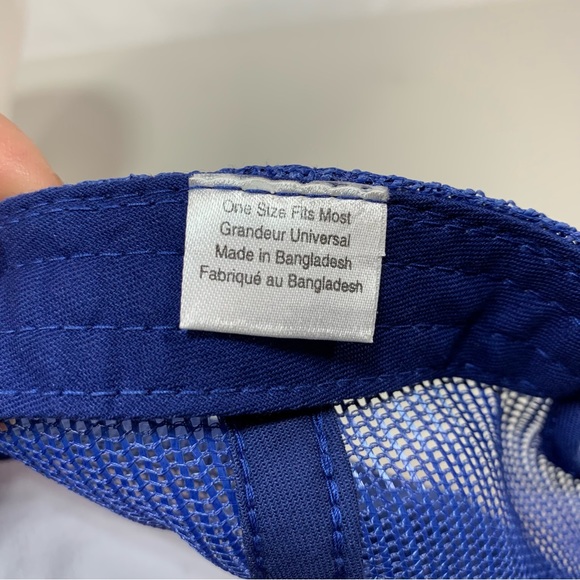 One Size Fits Most
Grandeur Universal
Made in Bangladesh
Fabriqué au Bangladesh